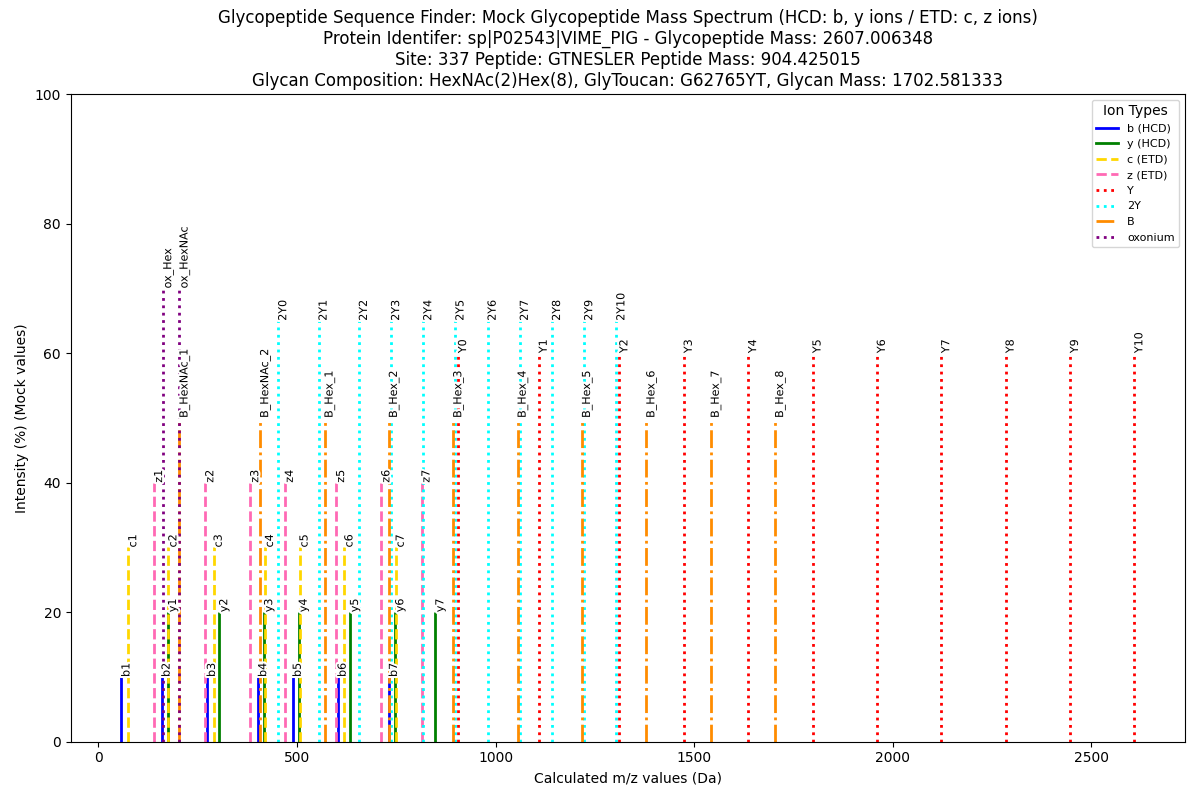 Glycopeptide Sequence Finder: Mock Glycopeptide Mass Spectrum (HCD: b, y ions / ETD: c, z ions)
Protein Identifer: sp|P02543|VIME_PIG - Glycopeptide Mass: 2607.006348
Site: 337 Peptide: GTNESLER Peptide Mass: 904.425015
Glycan Composition: HexNAc(2)Hex(8), GlyToucan: G62765YT, Glycan Mass: 1702.581333
Ion Types
b (HCD)
y (HCD)
c (ETD)
z (ETD)
Y
2Y
B
oxonium
Intensity (%) (Mock values)
100
80
60
40
20
0
ox_Hex
ox_HexNAc
2Y0
2Y1
2Y2
2Y3
2Y4
2Y5
2Y6
2Y7
2Y8
2Y9
2Y10
Y0
Y1
Y2
Y3
Y4
Y5
Y6
Y7
Y8
Y9
Y10
B_HexNAc_1
B_HexNAc_2
B_Hex_1
B_Hex_2
B_Hex_3
B_Hex_4
B_Hex_5
B_Hex_6
B_Hex_7
B_Hex_8
z1
z2
z3
z4
z5
z6
z7
c1
c2
c3
c4
c5
c6
c7
y1
y2
y3
y4
y5
y6
y7
b1
b2
b3
b4
b5
b6
b7
0
500
1000
1500
2000
2500
Calculated m/z values (Da)